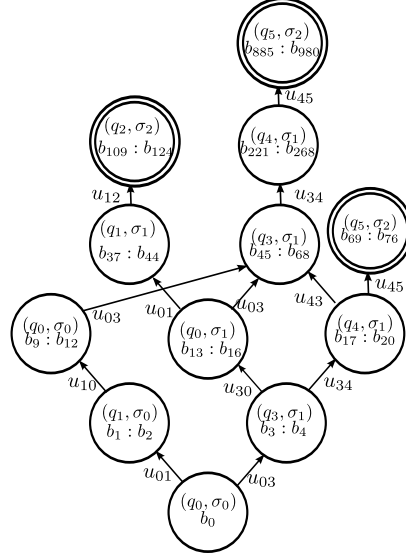 (q₅, σ₂)
b₈₈₅ : b₉₈₀
u₄₅
(q₂, σ₂)
b₁₀₉ : b₁₂₄
(q₄, σ₁)
b₂₂₁ : b₂₆₈
u₁₂
u₃₄
(q₅, σ₂)
b₆₉ : b₇₆
(q₁, σ₁)
b₃₇ : b₄₄
(q₃, σ₁)
b₄₅ : b₆₈
u₄₅
u₀₃
u₀₁
u₀₃
u₄₃
(q₀, σ₀)
b₉ : b₁₂
(q₀, σ₁)
b₁₃ : b₁₆
(q₄, σ₁)
b₁₇ : b₂₀
u₁₀
u₃₀
u₃₄
(q₁, σ₀)
b₁ : b₂
(q₃, σ₁)
b₃ : b₄
u₀₁
u₀₃
(q₀, σ₀)
b₀